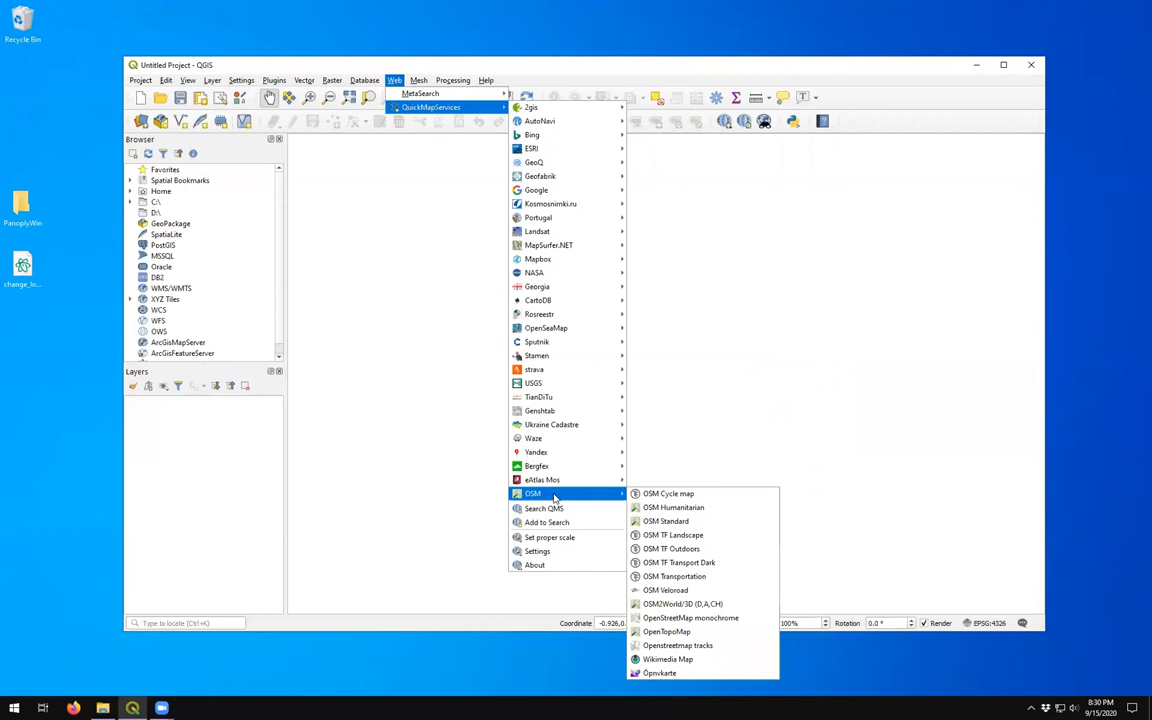 Recycle Bin
PanoplyWin
change_lo...
Untitled Project - QGIS
Project Edit View Layer Settings Plugins Vector Raster Database Web Mesh Processing Help
Browser
Favorites
Spatial Bookmarks
Home
C:\
D:\
GeoPackage
SpatiaLite
PostGIS
MSSQL
Oracle
DB2
WMS/WMTS
XYZ Tiles
WCS
WFS
OWS
ArcGisMapServer
ArcGisFeatureServer
Layers
MetaSearch
QuickMapServices
2gis
AutoNavi
Bing
ESRI
GeoQ
Geofabrik
Google
Kosmosnimki.ru
Portugal
Landsat
MapSurfer.NET
Mapbox
NASA
Georgia
CartoDB
Rosreestr
OpenSeaMap
Sputnik
Stamen
strava
USGS
TianDiTu
Genshtab
Ukraine Cadastre
Waze
Yandex
Bergfex
eAtlas Mos
OSM
Search QMS
Add to Search
Set proper scale
Settings
About
OSM Cycle map
OSM Humanitarian
OSM Standard
OSM TF Landscape
OSM TF Outdoors
OSM TF Transport Dark
OSM Transportation
OSM Veloroad
OSM2World/3D (D,A,CH)
OpenStreetMap monochrome
OpenTopoMap
Openstreetmap tracks
Wikimedia Map
Öpnvkarte
Type to locate (Ctrl+K)
Coordinate -0.926,0. 100% Rotation 0.0 ° Render EPSG:4326
8:30 PM
9/15/2020